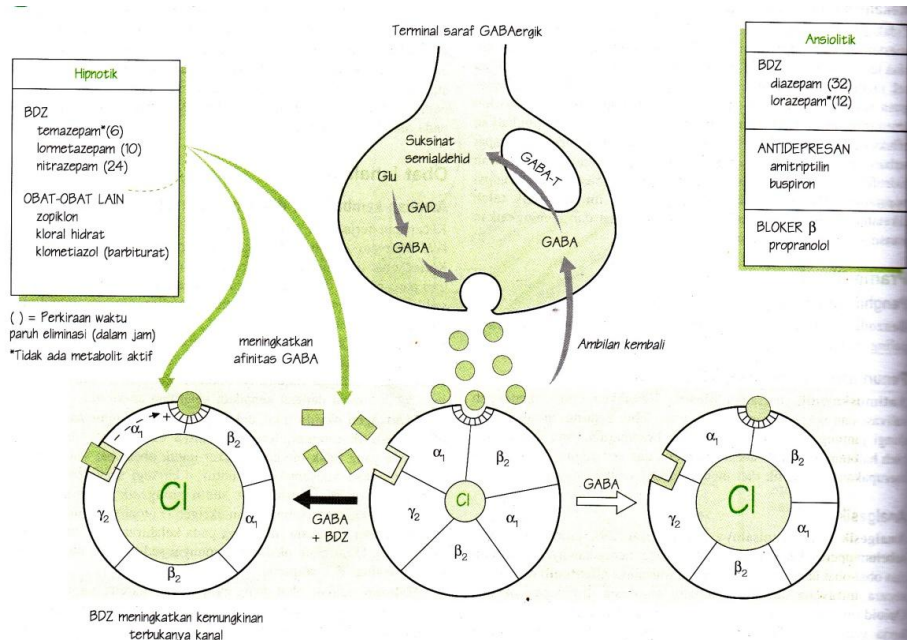 Terminal saraf GABAergik
Hipnotik
BDZ
temazepam*(6)
lormetazepam (10)
nitrazepam (24)
OBAT-OBAT LAIN
zopiklon
kloral hidrat
klometiazol (barbiturat)
( ) = Perkiraan waktu
paruh eliminasi (dalam jam)
*Tidak ada metabolit aktif
Suksinat
semialdehid
GABA-T
Glu
GAD
GABA
GABA
Ansiolitik
BDZ
diazepam (32)
lorazepam*(12)
ANTIDEPRESAN
amitriptilin
buspiron
BLOKER β
propranolol
meningkatkan
afinitas GABA
Ambilan kembali
α1
+
β2
Cl
γ2
α1
β2
GABA
+ BDZ
α1
β2
Cl
γ2
α1
β2
GABA
α1
β2
Cl
γ2
α1
β2
BDZ meningkatkan kemungkinan
terbukanya kanal